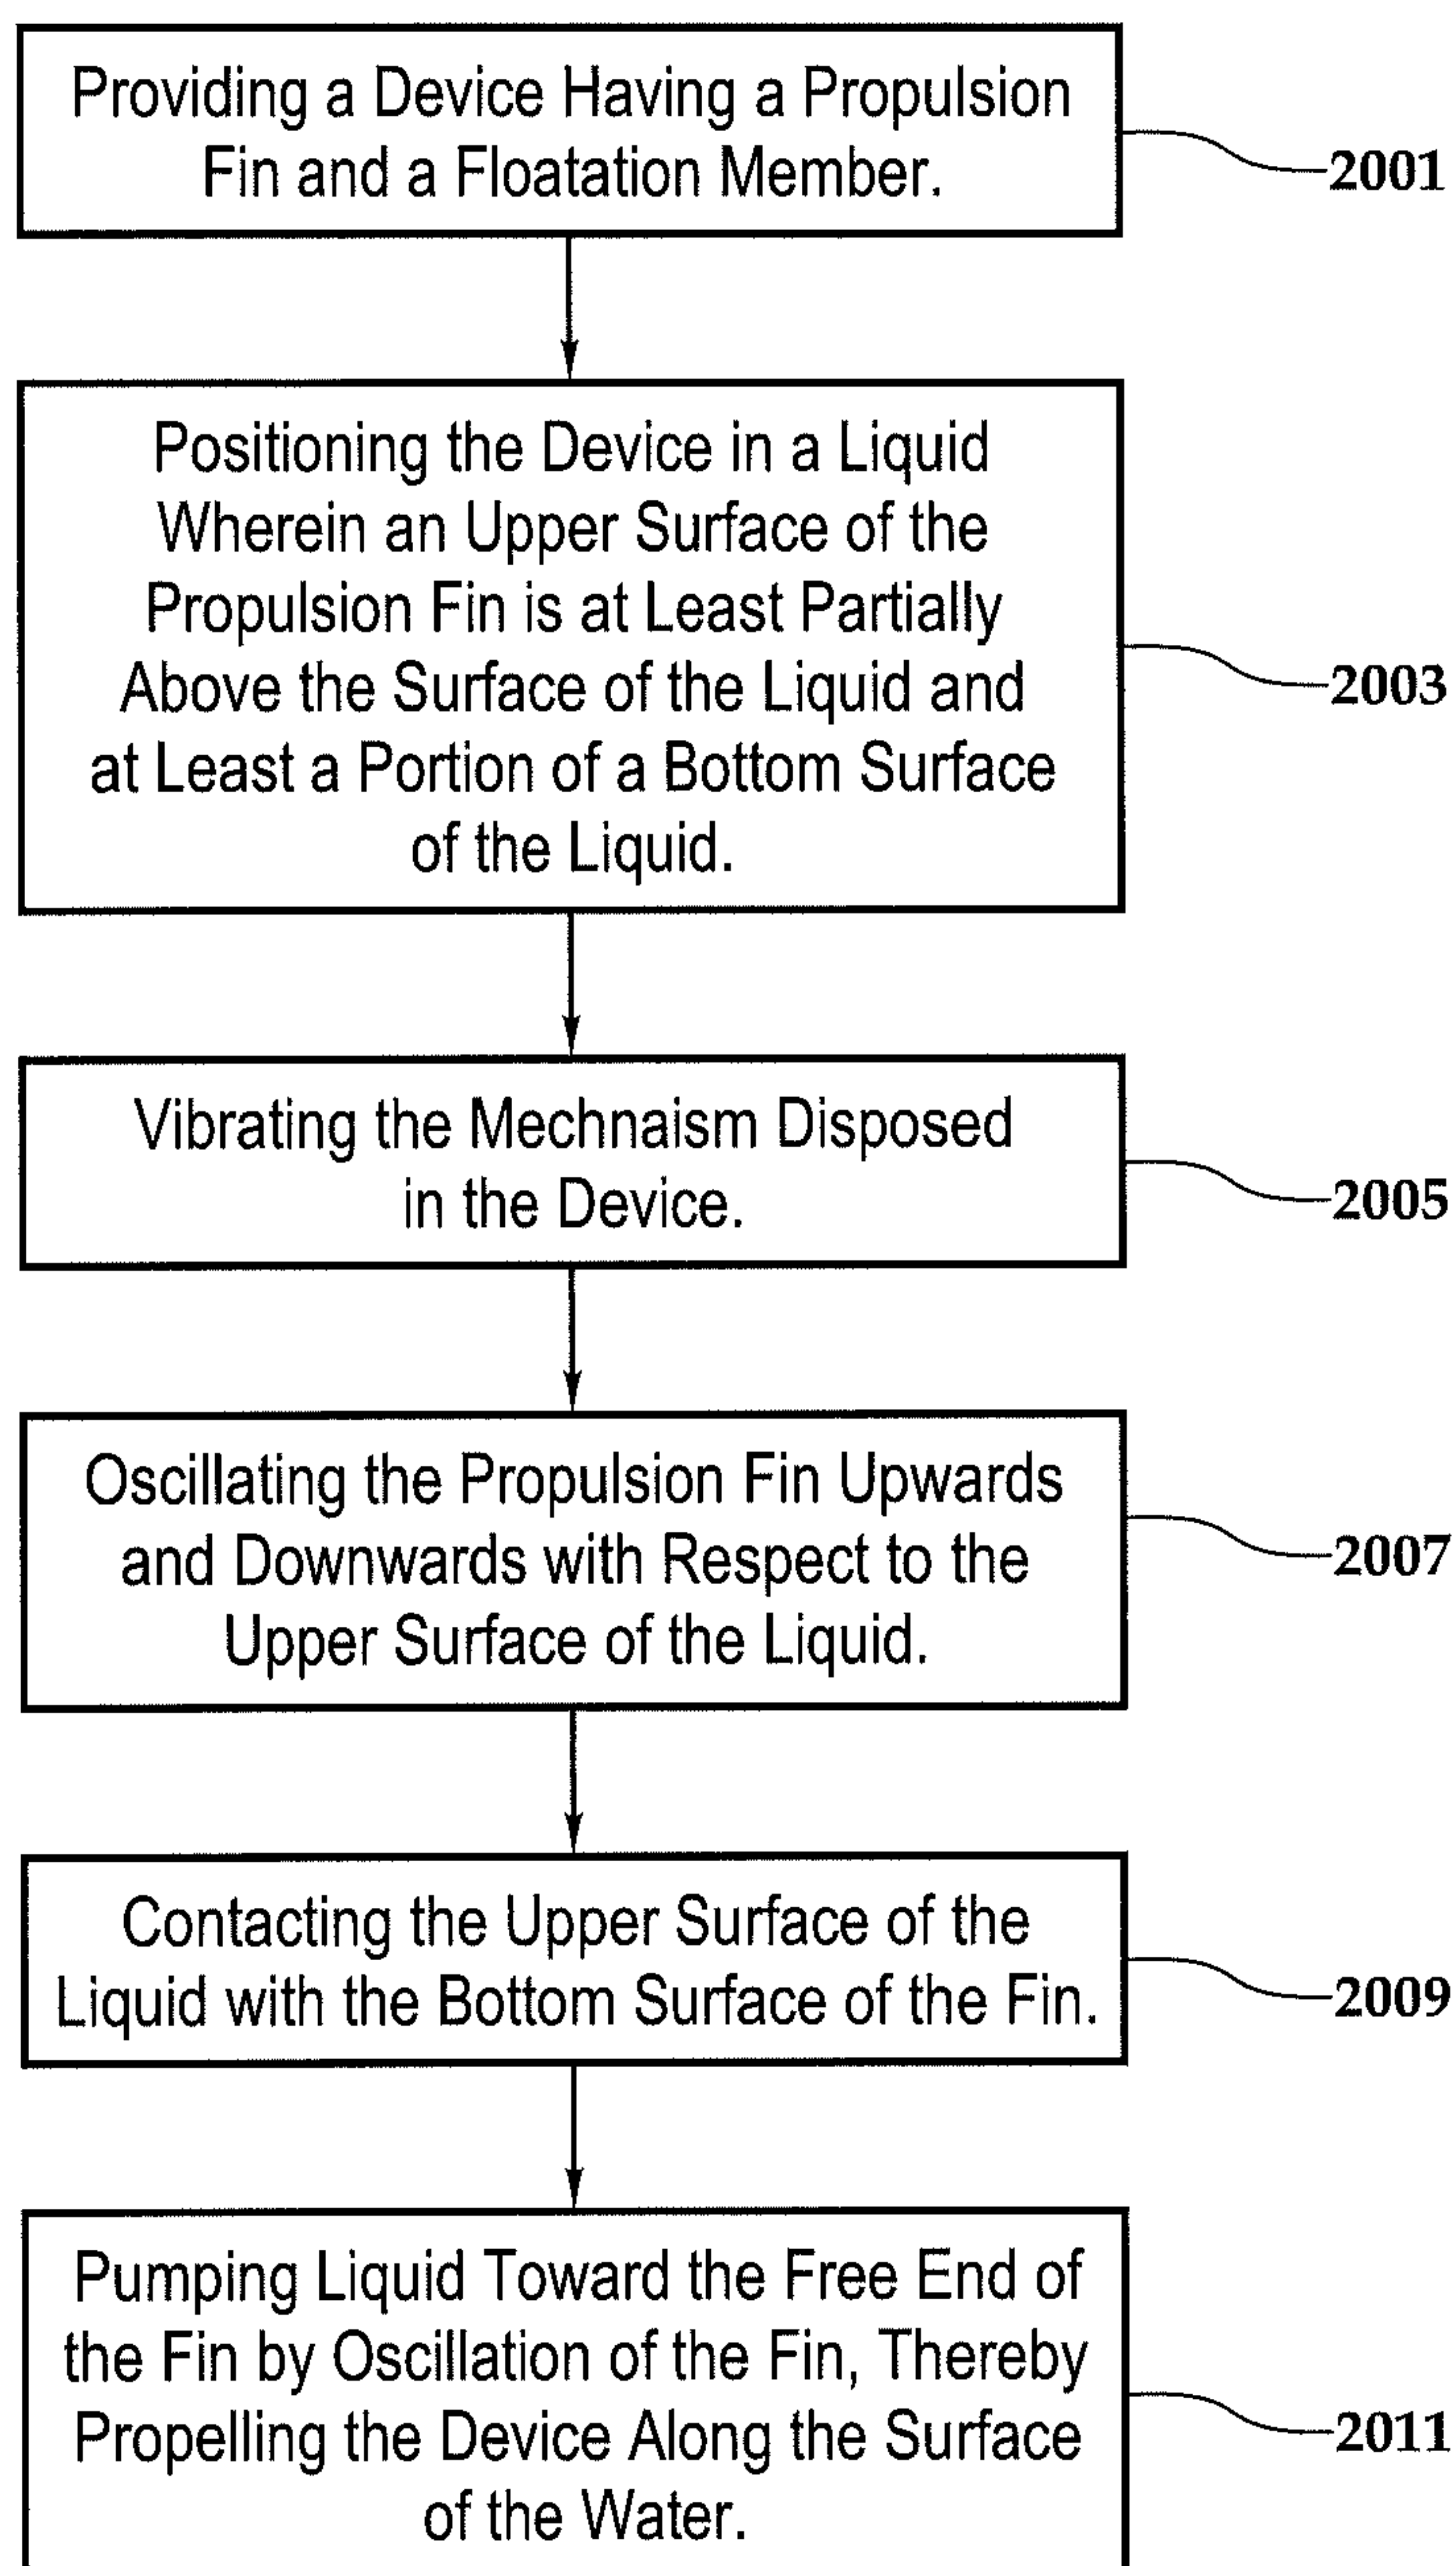 Providing a Device Having a Propulsion
Fin and a Floatation Member.
2001
Positioning the Device in a Liquid
Wherein an Upper Surface of the
Propulsion Fin is at Least Partially
Above the Surface of the Liquid and
at Least a Portion of a Bottom Surface
of the Liquid.
2003
Vibrating the Mechnaism Disposed
in the Device.
2005
Oscillating the Propulsion Fin Upwards
and Downwards with Respect to the
Upper Surface of the Liquid.
2007
Contacting the Upper Surface of the
Liquid with the Bottom Surface of the Fin.
2009
Pumping Liquid Toward the Free End of
the Fin by Oscillation of the Fin, Thereby
Propelling the Device Along the Surface
of the Water.
2011